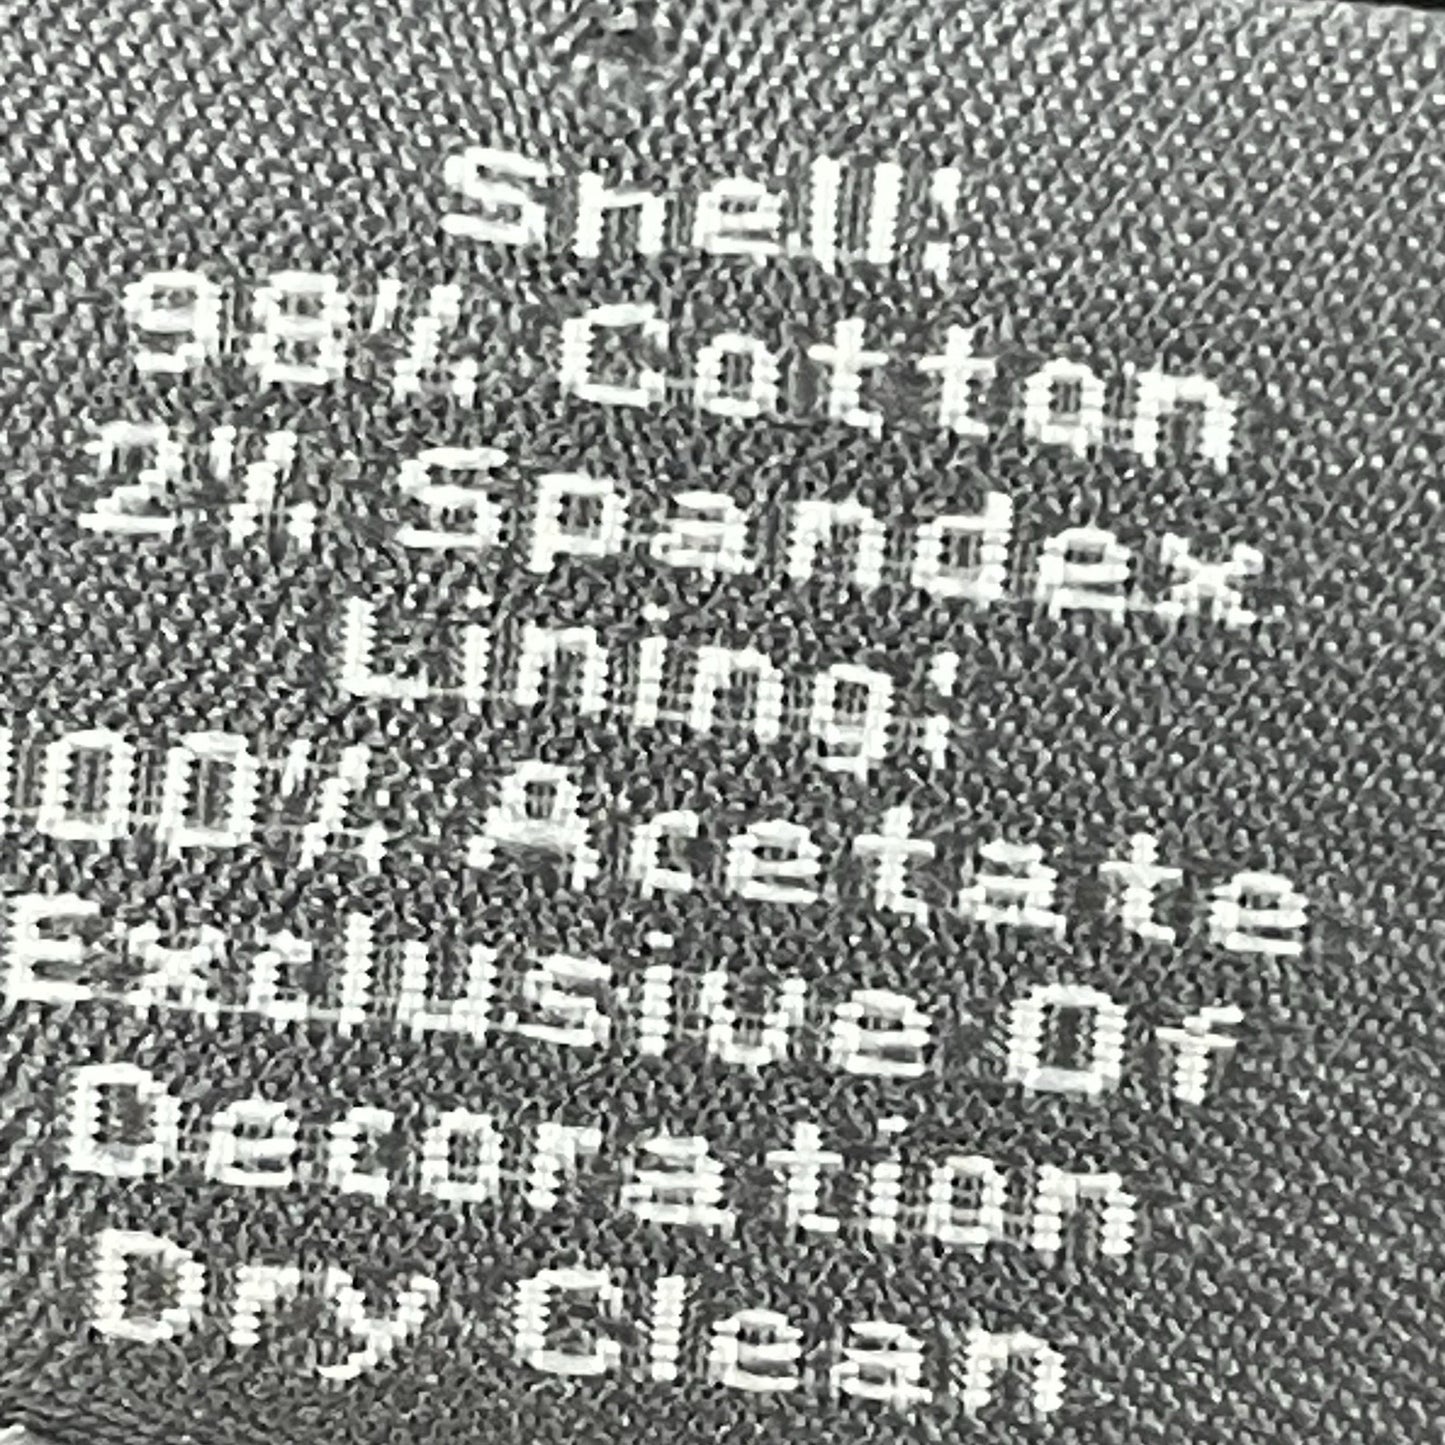 Shell:
98% Cotton
2% Spandex
Lining:
100% Acetate
Exclusive Of
Decoration
Dry Clean